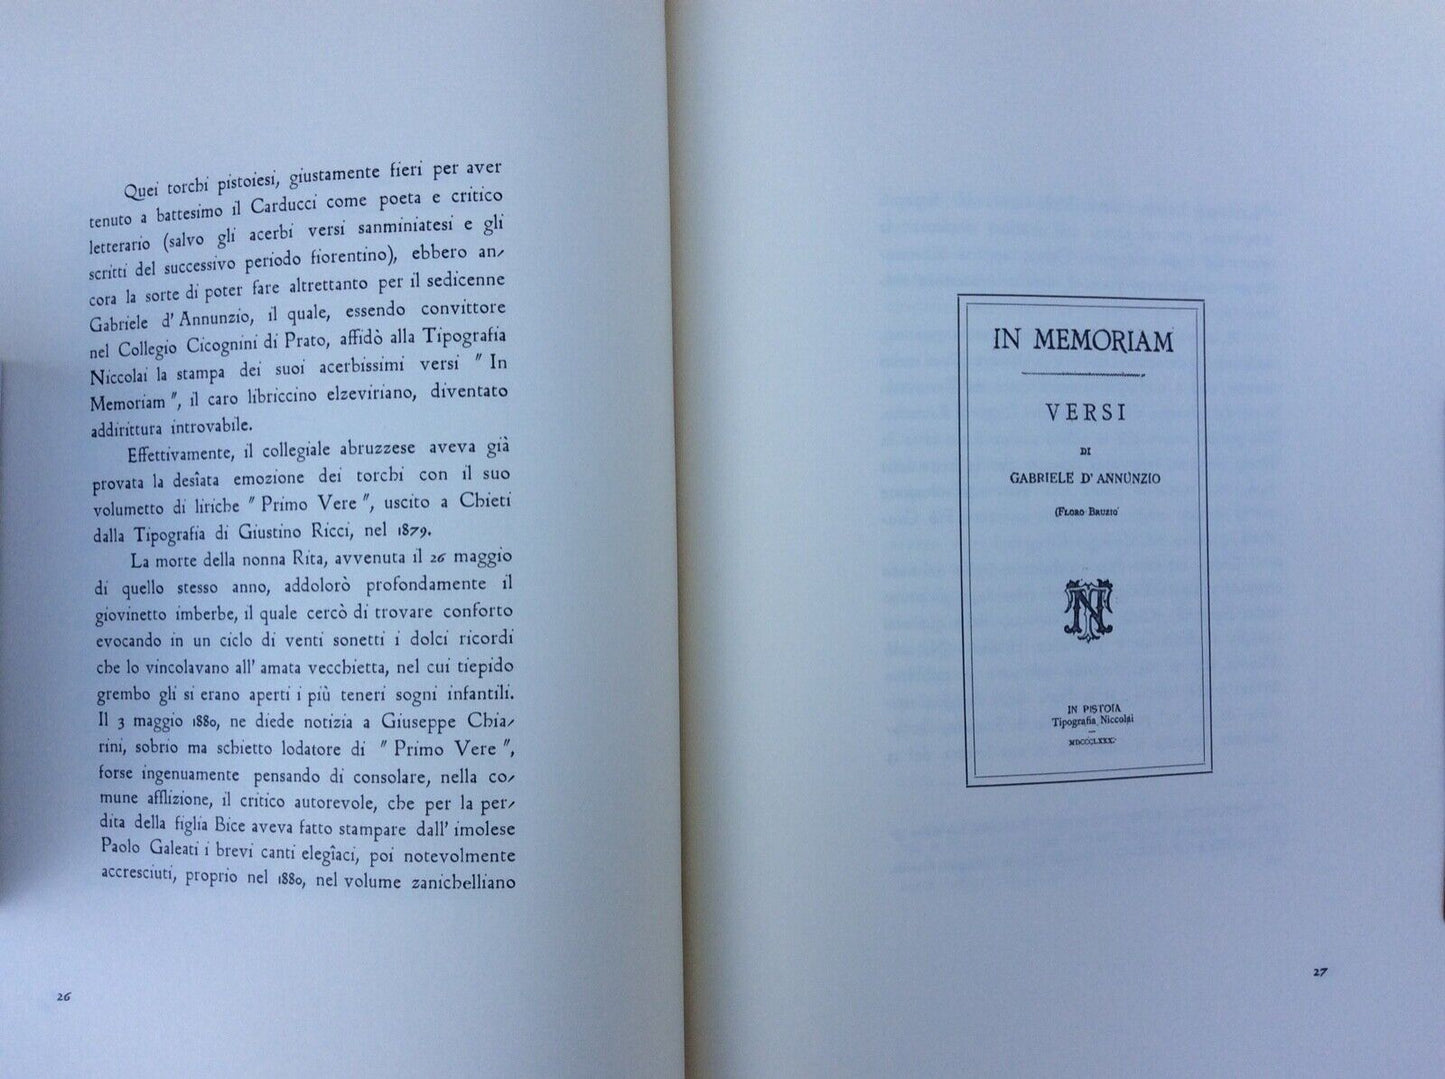 Quei torchi pistoiesi, giustamente fieri per aver
tenuto a battesimo il Carducci come poeta e critico
letterario (salvo gli acerbi versi sanminiatesi e gli
scritti del successivo periodo fiorentino), ebbero an-
cora la sorte di poter fare altrettanto per il sedicenne
Gabriele d' Annunzio, il quale, essendo convittore
nel Collegio Cicognini di Prato, affidò alla Tipografia
Niccolai la stampa dei suoi acerbissimi versi " In
Memoriam ", il caro libriccino elzeviriano, diventato
addirittura introvabile.
Effettivamente, il collegiale abruzzese aveva già
provata la desîata emozione dei torchi con il suo
volumetto di liriche " Primo Vere ", uscito a Chieti
dalla Tipografia di Giustino Ricci, nel 1879.
La morte della nonna Rita, avvenuta il 26 maggio
di quello stesso anno, addolorò profondamente il
giovinetto imberbe, il quale cercò di trovare conforto
evocando in un ciclo di venti sonetti i dolci ricordi
che lo vincolavano all' amata vecchietta, nel cui tiepido
grembo gli si erano aperti i più teneri sogni infantili.
Il 3 maggio 1880, ne diede notizia a Giuseppe Chia-
rini, sobrio ma schietto lodatore di " Primo Vere ",
forse ingenuamente pensando di consolare, nella co-
mune afflizione, il critico autorevole, che per la per-
dita della figlia Bice aveva fatto stampare dall' imolese
Paolo Galeati i brevi canti elegîaci, poi notevolmente
accresciuti, proprio nel 1880, nel volume zanichelliano
26
IN MEMORIAM
VERSI
DI
GABRIELE D' ANNUNZIO
(FLORO BRUZIO
NT
IN PISTOIA
Tipografia Niccolai
MDCCCLXXX
27